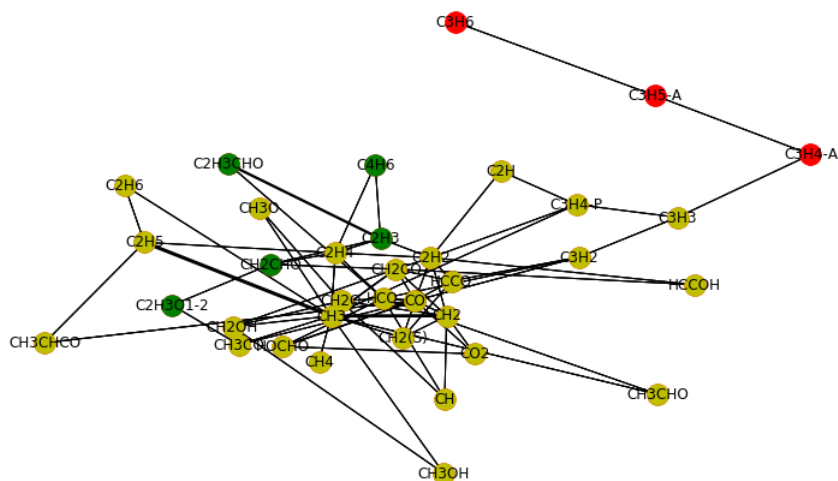 C3H6
C3H5-A
C3H4-A
C2H3CHO
C4H6
C2H
C2H6
CH3O
C3H4-P
C3H3
C2H5
C2H3
C2H4
C2H2
C3H2
CH2CHO
CH2CO
HCCO
HCCOH
C2H3O1-2
CH2O
HCO
CO
CH3
CH2
CH2OH
CH3CHCO
CH3CO
HOCHO
CH2(S)
CO2
CH4
CH3CHO
CH
CH3OH